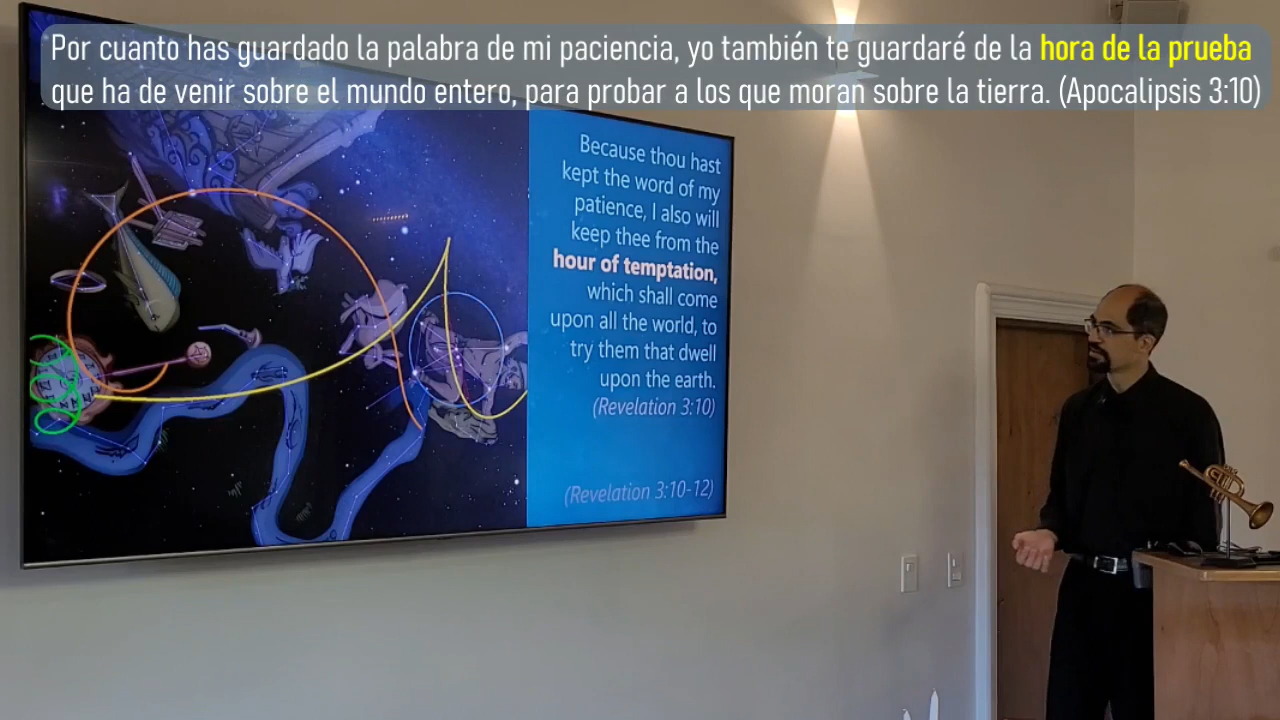 Por cuanto has guardado la palabra de mi paciencia, yo también te guardaré de la hora de la prueba
que ha de venir sobre el mundo entero, para probar a los que moran sobre la tierra. (Apocalipsis 3:10)
Because thou hast
kept the word of my
patience, I also will
keep thee from the
hour of temptation,
which shall come
upon all the world, to
try them that dwell
upon the earth.
(Revelation 3:10)
(Revelation 3:10-12)